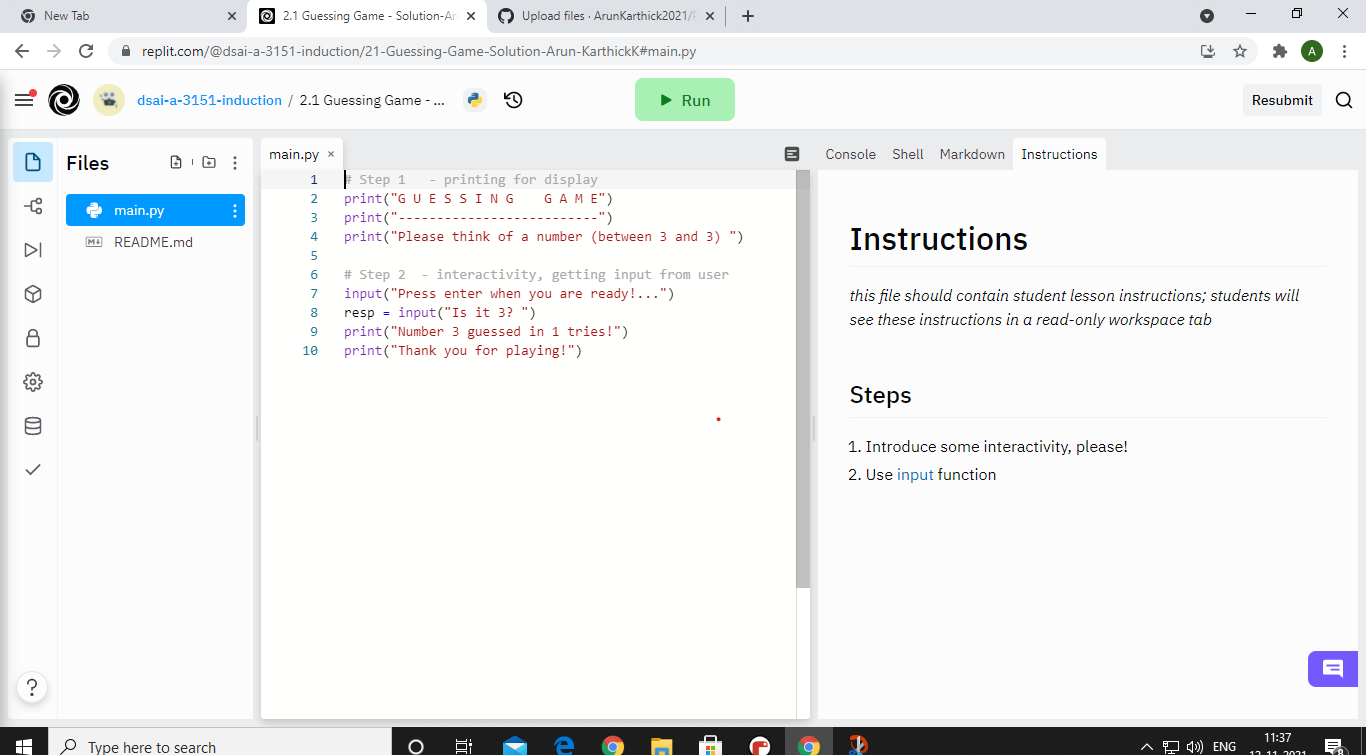 New Tab
2.1 Guessing Game - Solution-Ar
Upload files · ArunKarthick2021/
replit.com/@dsai-a-3151-induction/21-Guessing-Game-Solution-Arun-KarthickK#main.py
A
dsai-a-3151-induction / 2.1 Guessing Game - ...
Run
Resubmit
Files
main.py
README.md
main.py
1 # Step 1   - printing for display
2 print("G U E S S I N G    G A M E")
3 print("--------------------------")
4 print("Please think of a number (between 3 and 3) ")
5
6 # Step 2  - interactivity, getting input from user
7 input("Press enter when you are ready!...")
8 resp = input("Is it 3? ")
9 print("Number 3 guessed in 1 tries!")
10 print("Thank you for playing!")
Console Shell Markdown Instructions
Instructions
this file should contain student lesson instructions; students will
see these instructions in a read-only workspace tab
Steps
1. Introduce some interactivity, please!
2. Use input function
?
Type here to search
ENG
11:37
12-11-2021